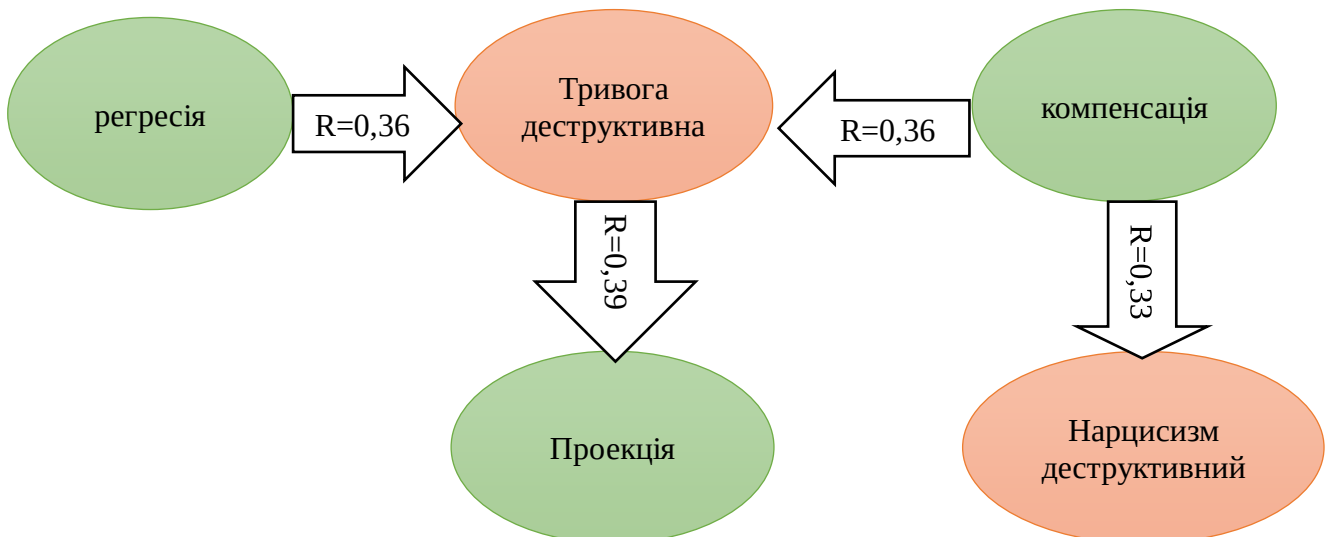 регресія
R=0,36
Тривога
деструктивна
R=0,36
компенсація
R=0,39
R=0,33
Проекція
Нарцисизм
деструктивний